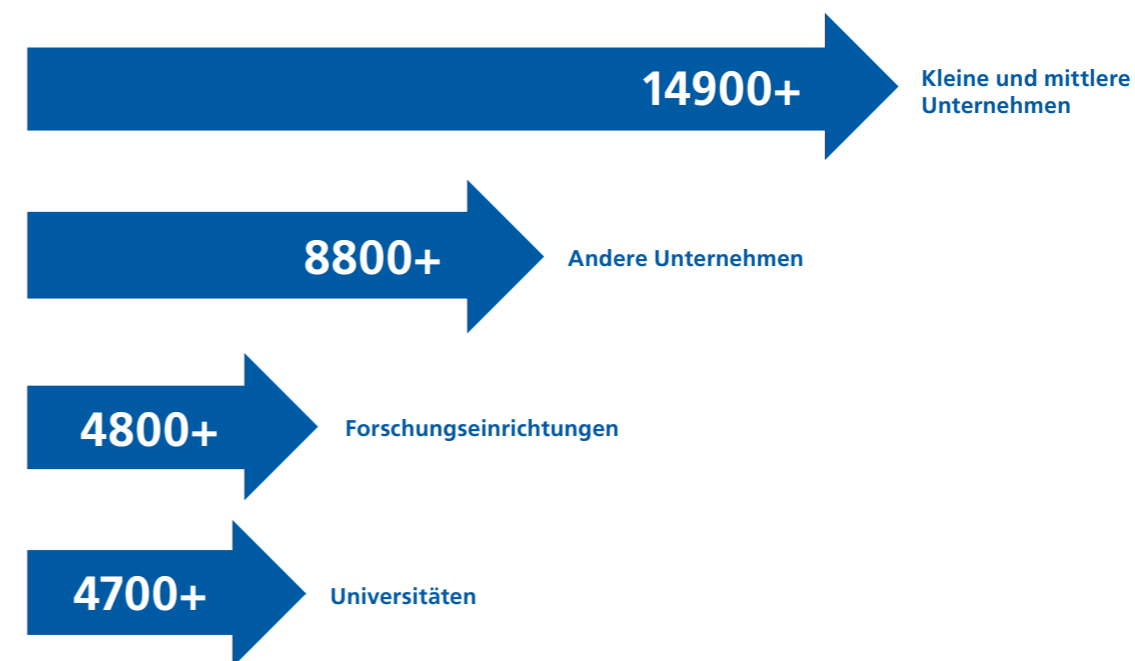 14900+
Kleine und mittlere
Unternehmen
8800+
Andere Unternehmen
4800+
Forschungseinrichtungen
4700+
Universitäten